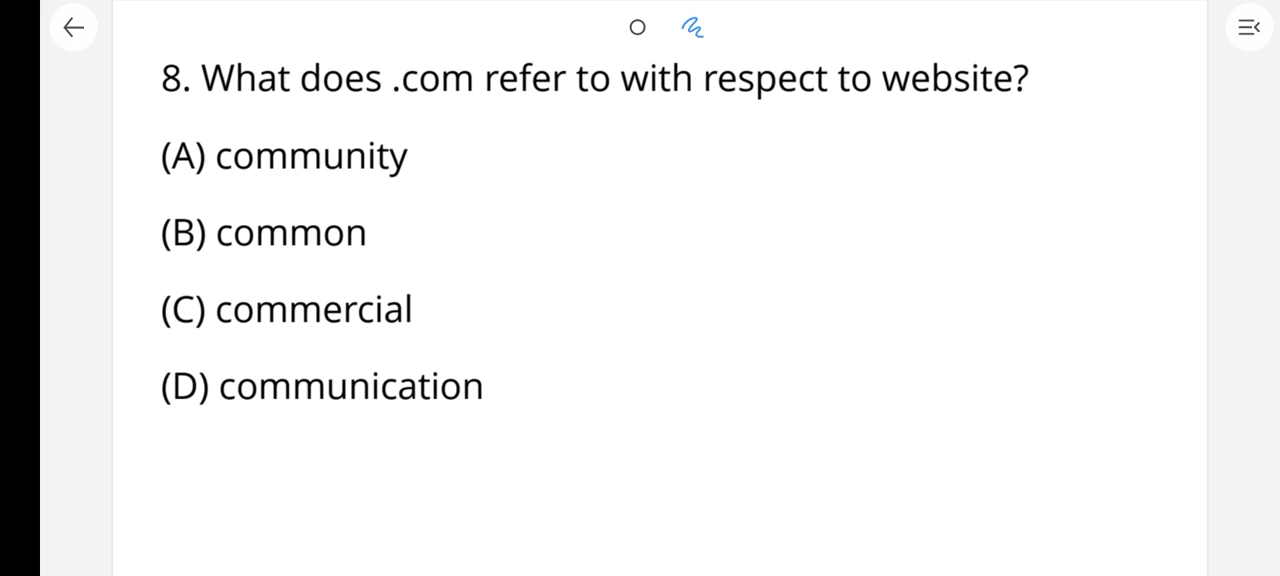 8. What does .com refer to with respect to website?
(A) community
(B) common
(C) commercial
(D) communication